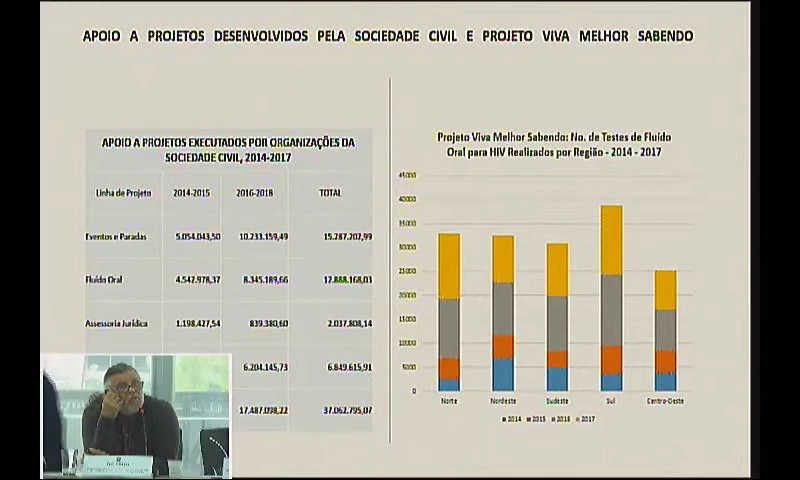 APOIO A PROJETOS DESENVOLVIDOS PELA SOCIEDADE CIVIL E PROJETO VIVA MELHOR SABENDO
APOIO A PROJETOS EXECUTADOS POR ORGANIZAÇÕES DA
SOCIEDADE CIVIL, 2014-2017
Linha de Projeto 2014-2015 2016-2018 TOTAL
Eventos e Paradas 5.054.043,50 10.233.159,49 15.287.202,99
Fluído Oral 4.542.978,37 8.345.189,66 12.888.168,03
Assessoria Jurídica 1.198.427,54 839.380,60 2.037.808,14
6.204.145,73 6.849.615,91
17.487.098,22 37.062.795,07
Projeto Viva Melhor Sabendo: No. de Testes de Fluído
Oral para HIV Realizados por Região - 2014 - 2017
45000
40000
35000
30000
25000
20000
15000
10000
5000
0
Norte Nordeste Sudeste Sul Centro-Oeste
2014 2015 2016 2017